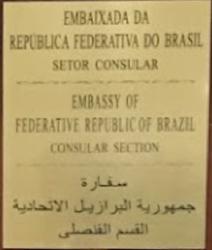 EMBAIXADA DA
REPÚBLICA FEDERATIVA DO BRASIL
SETOR CONSULAR
EMBASSY OF
FEDERATIVE REPUBLIC OF BRAZIL
CONSULAR SECTION
سفارة
جمهورية البرازيل الاتحادية
القسم القنصلى